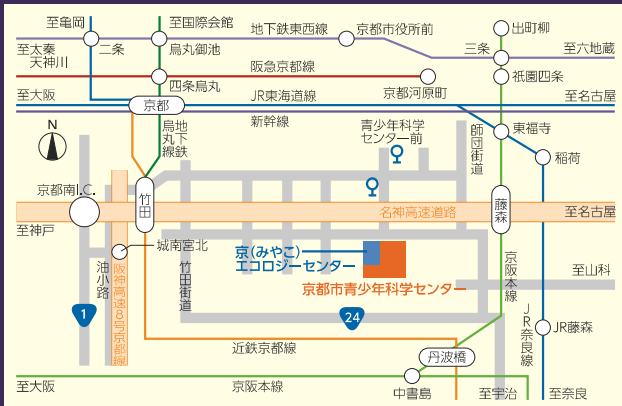 至亀岡
至国際会館
地下鉄東西線
京都市役所前
出町柳
至太秦
天神川
二条
烏丸御池
三条
至六地蔵
阪急京都線
四条烏丸
京都河原町
祇園四条
至大阪
京都
JR東海道線
至名古屋
新幹線
N
烏丸線
地下鉄
青少年科学
センター前
師団街道
東福寺
稲荷
京都南I.C.
竹田
名神高速道路
藤森
至名古屋
至神戸
城南宮北
京(みやこ)
エコロジーセンター
京都市青少年科学センター
油小路
阪神高速8号京都線
竹田街道
京阪本線
至山科
1
24
JR奈良線
JR藤森
近鉄京都線
丹波橋
至大阪
京阪本線
中書島
至宇治
至奈良